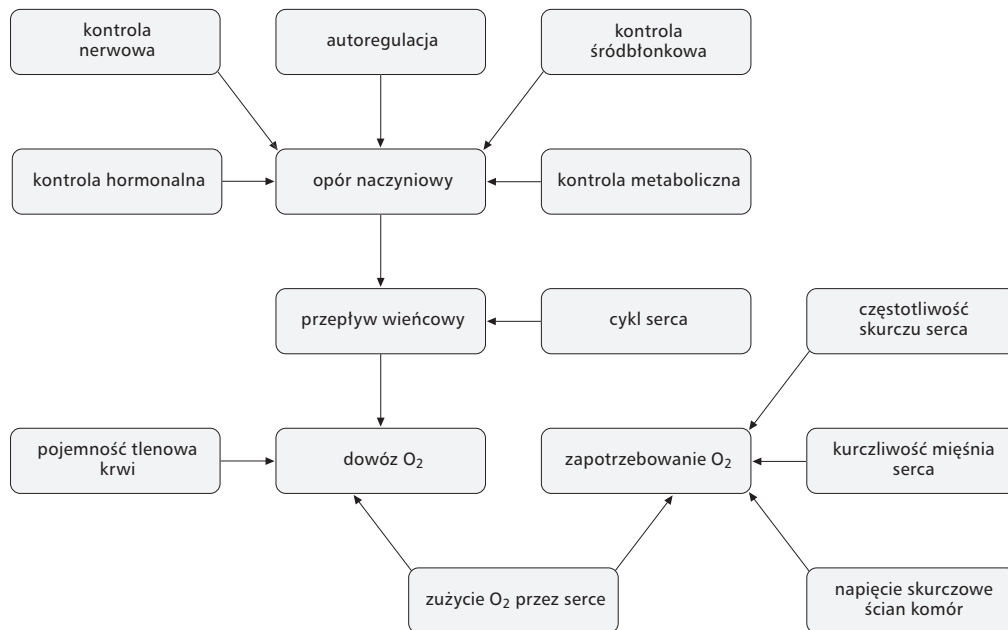 kontrola
nerwowa
autoregulacja
kontrola
śródbłonkowa
kontrola hormonalna
opór naczyniowy
kontrola metaboliczna
przepływ wieńcowy
cykl serca
częstotliwość
skurczu serca
pojemność tlenowa
krwi
dowóz O₂
zapotrzebowanie O₂
kurczliwość mięśnia
serca
zużycie O₂ przez serce
napięcie skurczowe
ścian komór